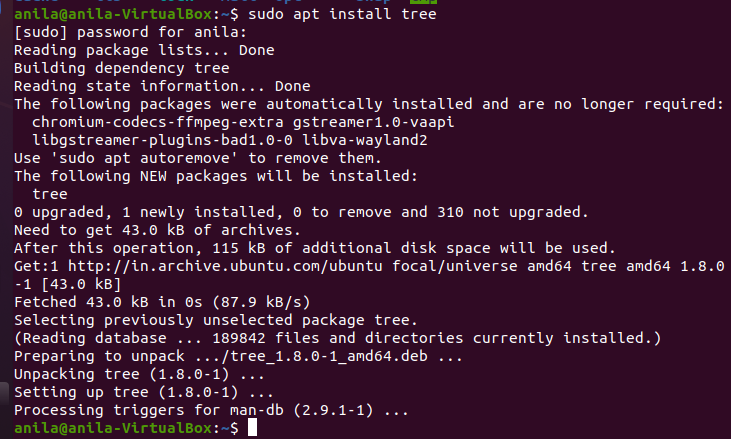 anila@anila-VirtualBox:~$ sudo apt install tree
[sudo] password for anila:
Reading package lists... Done
Building dependency tree
Reading state information... Done
The following packages were automatically installed and are no longer required:
  chromium-codecs-ffmpeg-extra gstreamer1.0-vaapi
  libgstreamer-plugins-bad1.0-0 libva-wayland2
Use 'sudo apt autoremove' to remove them.
The following NEW packages will be installed:
  tree
0 upgraded, 1 newly installed, 0 to remove and 310 not upgraded.
Need to get 43.0 kB of archives.
After this operation, 115 kB of additional disk space will be used.
Get:1 http://in.archive.ubuntu.com/ubuntu focal/universe amd64 tree amd64 1.8.0
-1 [43.0 kB]
Fetched 43.0 kB in 0s (87.9 kB/s)
Selecting previously unselected package tree.
(Reading database ... 189842 files and directories currently installed.)
Preparing to unpack .../tree_1.8.0-1_amd64.deb ...
Unpacking tree (1.8.0-1) ...
Setting up tree (1.8.0-1) ...
Processing triggers for man-db (2.9.1-1) ...
anila@anila-VirtualBox:~$